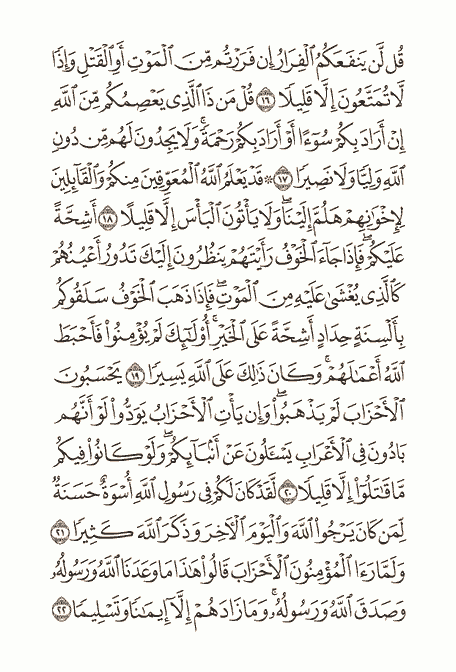 قُل لَّن يَنفَعَكُمُ ٱلْفِرَارُ إِن فَرَرْتُم مِّنَ ٱلْمَوْتِ أَوِ ٱلْقَتْلِ وَإِذًا
لَّا تُمَتَّعُونَ إِلَّا قَلِيلًا ١٦ قُلْ مَن ذَا ٱلَّذِى يَعْصِمُكُم مِّنَ ٱللَّهِ
إِنْ أَرَادَ بِكُمْ سُوٓءًا أَوْ أَرَادَ بِكُمْ رَحْمَةً ۚ وَلَا يَجِدُونَ لَهُم مِّن دُونِ
ٱللَّهِ وَلِيًّا وَلَا نَصِيرًا ١٧ ۞ قَدْ يَعْلَمُ ٱللَّهُ ٱلْمُعَوِّقِينَ مِنكُمْ وَٱلْقَآئِلِينَ
لِإِخْوَٰنِهِمْ هَلُمَّ إِلَيْنَا ۖ وَلَا يَأْتُونَ ٱلْبَأْسَ إِلَّا قَلِيلًا ١٨ أَشِحَّةً
عَلَيْكُمْ ۖ فَإِذَا جَآءَ ٱلْخَوْفُ رَأَيْتَهُمْ يَنظُرُونَ إِلَيْكَ تَدُورُ أَعْيُنُهُمْ
كَٱلَّذِى يُغْشَىٰ عَلَيْهِ مِنَ ٱلْمَوْتِ ۖ فَإِذَا ذَهَبَ ٱلْخَوْفُ سَلَقُوكُم
بِأَلْسِنَةٍ حِدَادٍ أَشِحَّةً عَلَى ٱلْخَيْرِ ۚ أُو۟لَٰٓئِكَ لَمْ يُؤْمِنُوا۟ فَأَحْبَطَ
ٱللَّهُ أَعْمَٰلَهُمْ ۚ وَكَانَ ذَٰلِكَ عَلَى ٱللَّهِ يَسِيرًا ١٩ يَحْسَبُونَ
ٱلْأَحْزَابَ لَمْ يَذْهَبُوا۟ ۖ وَإِن يَأْتِ ٱلْأَحْزَابُ يَوَدُّوا۟ لَوْ أَنَّهُم
بَادُونَ فِى ٱلْأَعْرَابِ يَسْـَٔلُونَ عَنْ أَنۢبَآئِكُمْ ۖ وَلَوْ كَانُوا۟ فِيكُم
مَّا قَٰتَلُوٓا۟ إِلَّا قَلِيلًا ٢٠ لَّقَدْ كَانَ لَكُمْ فِى رَسُولِ ٱللَّهِ أُسْوَةٌ حَسَنَةٌ
لِّمَن كَانَ يَرْجُوا۟ ٱللَّهَ وَٱلْيَوْمَ ٱلْءَاخِرَ وَذَكَرَ ٱللَّهَ كَثِيرًا ٢١
وَلَمَّا رَءَا ٱلْمُؤْمِنُونَ ٱلْأَحْزَابَ قَالُوا۟ هَٰذَا مَا وَعَدَنَا ٱللَّهُ وَرَسُولُهُۥ
وَصَدَقَ ٱللَّهُ وَرَسُولُهُۥ ۚ وَمَا زَادَهُمْ إِلَّآ إِيمَٰنًا وَتَسْلِيمًا ٢٢